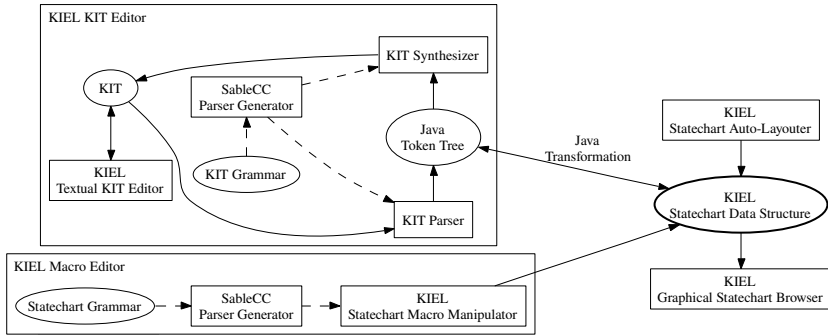 KIEL KIT Editor
KIT Synthesizer
KIT
SableCC
Parser Generator
Java
Token Tree
KIEL
Textual KIT Editor
KIT Grammar
KIT Parser
Java
Transformation
KIEL
Statechart Auto-Layouter
KIEL
Statechart Data Structure
KIEL
Graphical Statechart Browser
KIEL Macro Editor
Statechart Grammar
SableCC
Parser Generator
KIEL
Statechart Macro Manipulator